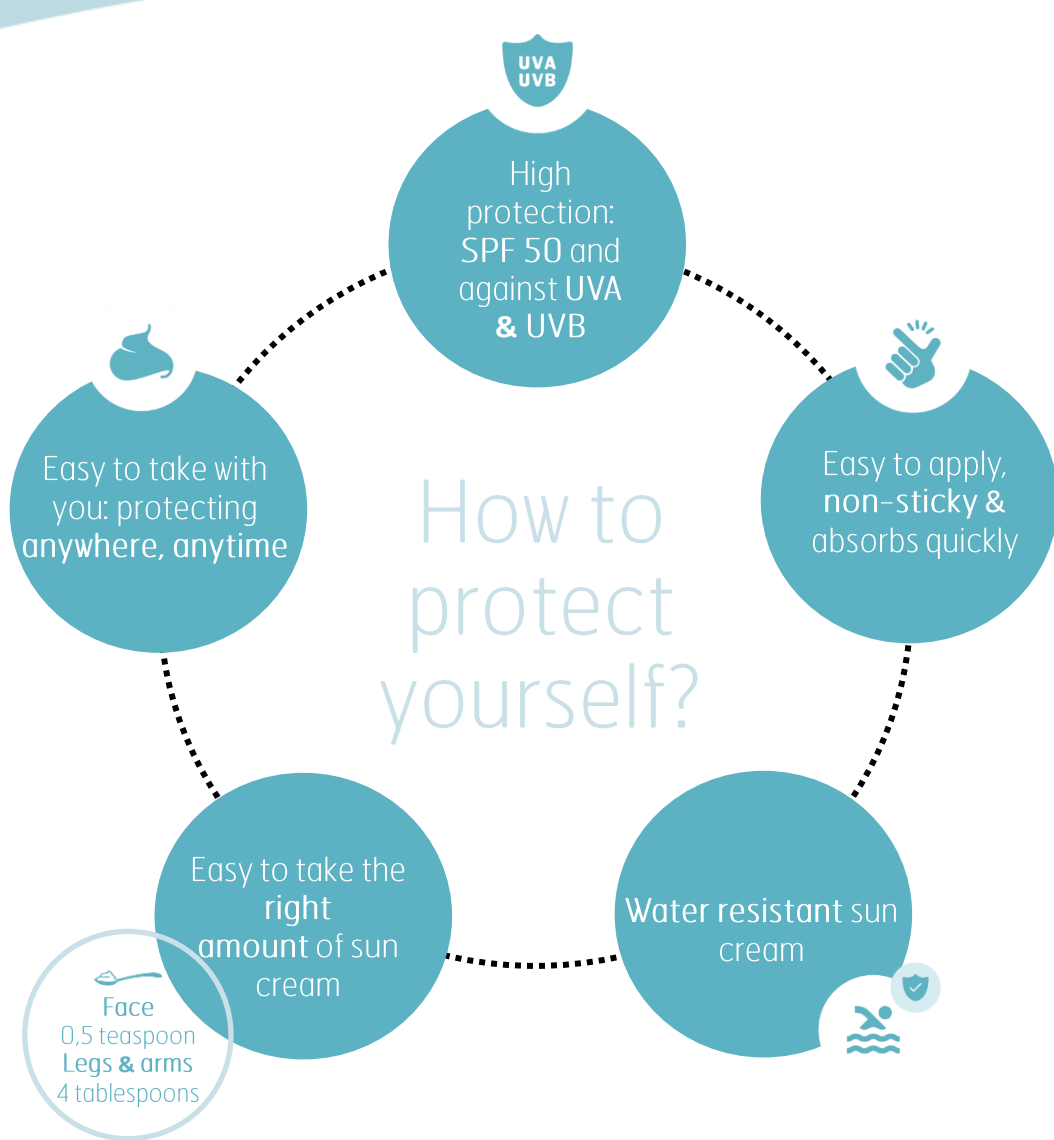 UVA
UVB
High
protection:
SPF 50 and
against UVA
& UVB
Easy to apply,
non-sticky &
absorbs quickly
Water resistant sun
cream
Easy to take the
right
amount of sun
cream
Face
0,5 teaspoon
Legs & arms
4 tablespoons
Easy to take with
you: protecting
anywhere, anytime
How to
protect
yourself?